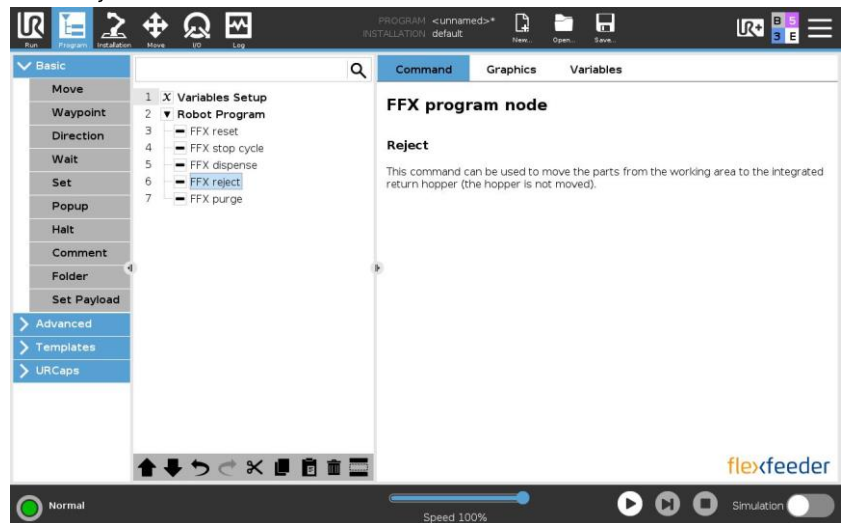 PROGRAM <unnamed>*
INSTALLATION default
UR
Run
Program
Installation
Move
I/O
Log
New...
Open...
Save...
UR+
B 5
3 E
Basic
Move
Waypoint
Direction
Wait
Set
Popup
Halt
Comment
Folder
Set Payload
Advanced
Templates
URCaps
1 X Variables Setup
2 Robot Program
3 FFX reset
4 FFX stop cycle
5 FFX dispense
6 FFX reject
7 FFX purge
Command Graphics Variables
FFX program node
Reject
This command can be used to move the parts from the working area to the integrated
return hopper (the hopper is not moved).
flexfeeder
Normal
Speed 100%
Simulation